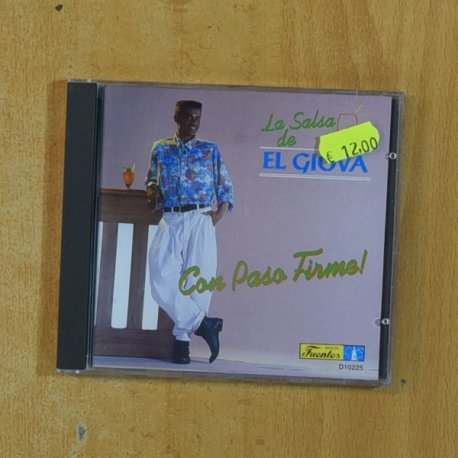 La Salsa
de
EL GIOVA
€ 12.00
Con Paso Firme!
Fuentes
D10225